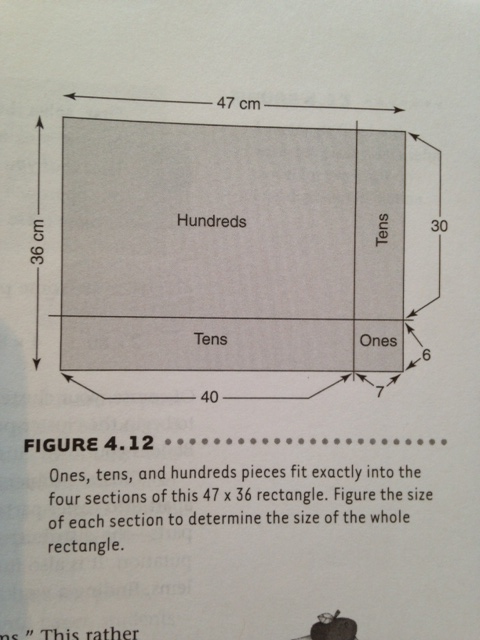 47 cm
36 cm
Hundreds
Tens
30
Tens
Ones
6
40
7
FIGURE 4.12
Ones, tens, and hundreds pieces fit exactly into the
four sections of this 47 x 36 rectangle. Figure the size
of each section to determine the size of the whole
rectangle.
ms." This rather